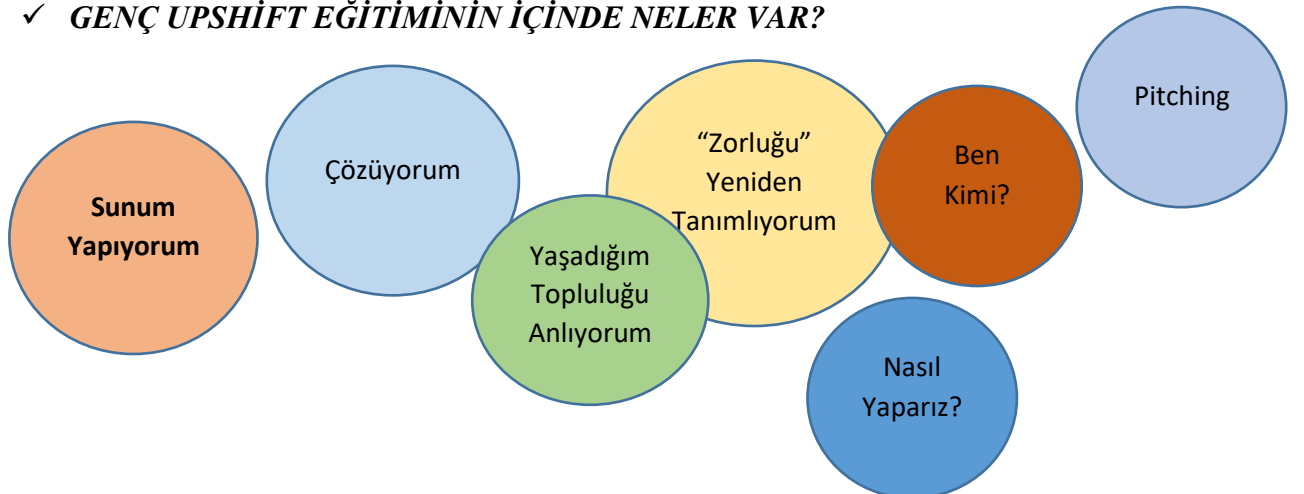 ✓ GENÇ UPSHİFT EĞİTİMİNİN İÇİNDE NELER VAR?
Sunum
Yapıyorum
Çözüyorum
Yaşadığım
Topluluğu
Anlıyorum
“Zorluğu”
Yeniden
Tanımlıyorum
Ben
Kimi?
Nasıl
Yaparız?
Pitching